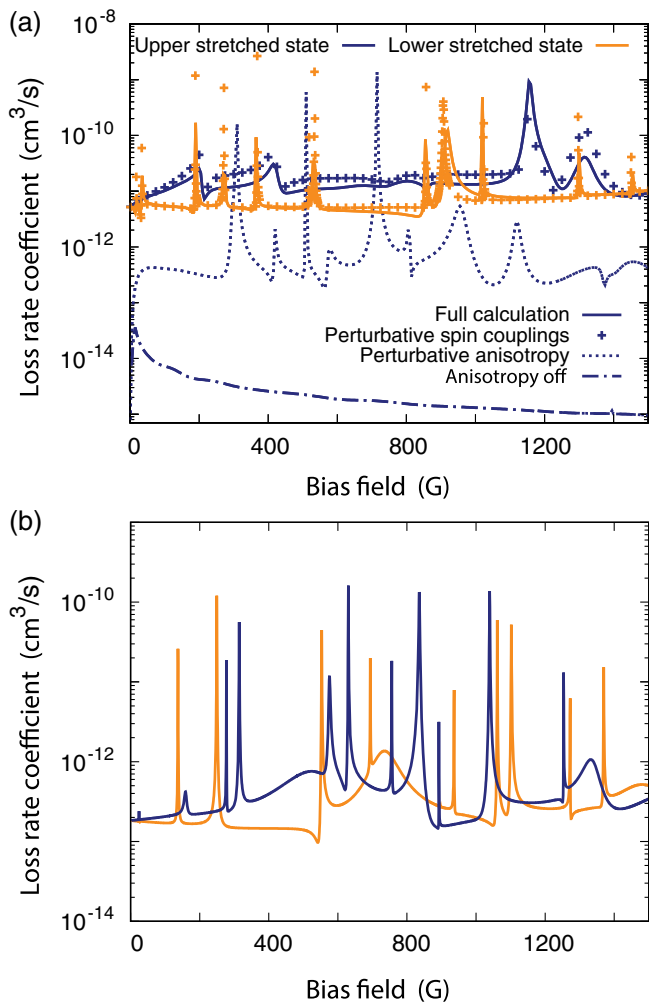 (a)
10⁻⁸
Upper stretched state Lower stretched state
10⁻¹⁰
10⁻¹²
10⁻¹⁴
Loss rate coefficient (cm³/s)
Full calculation
Perturbative spin couplings
Perturbative anisotropy
Anisotropy off
0 400 800 1200
Bias field (G)
(b)
10⁻¹⁰
10⁻¹²
10⁻¹⁴
Loss rate coefficient (cm³/s)
0 400 800 1200
Bias field (G)